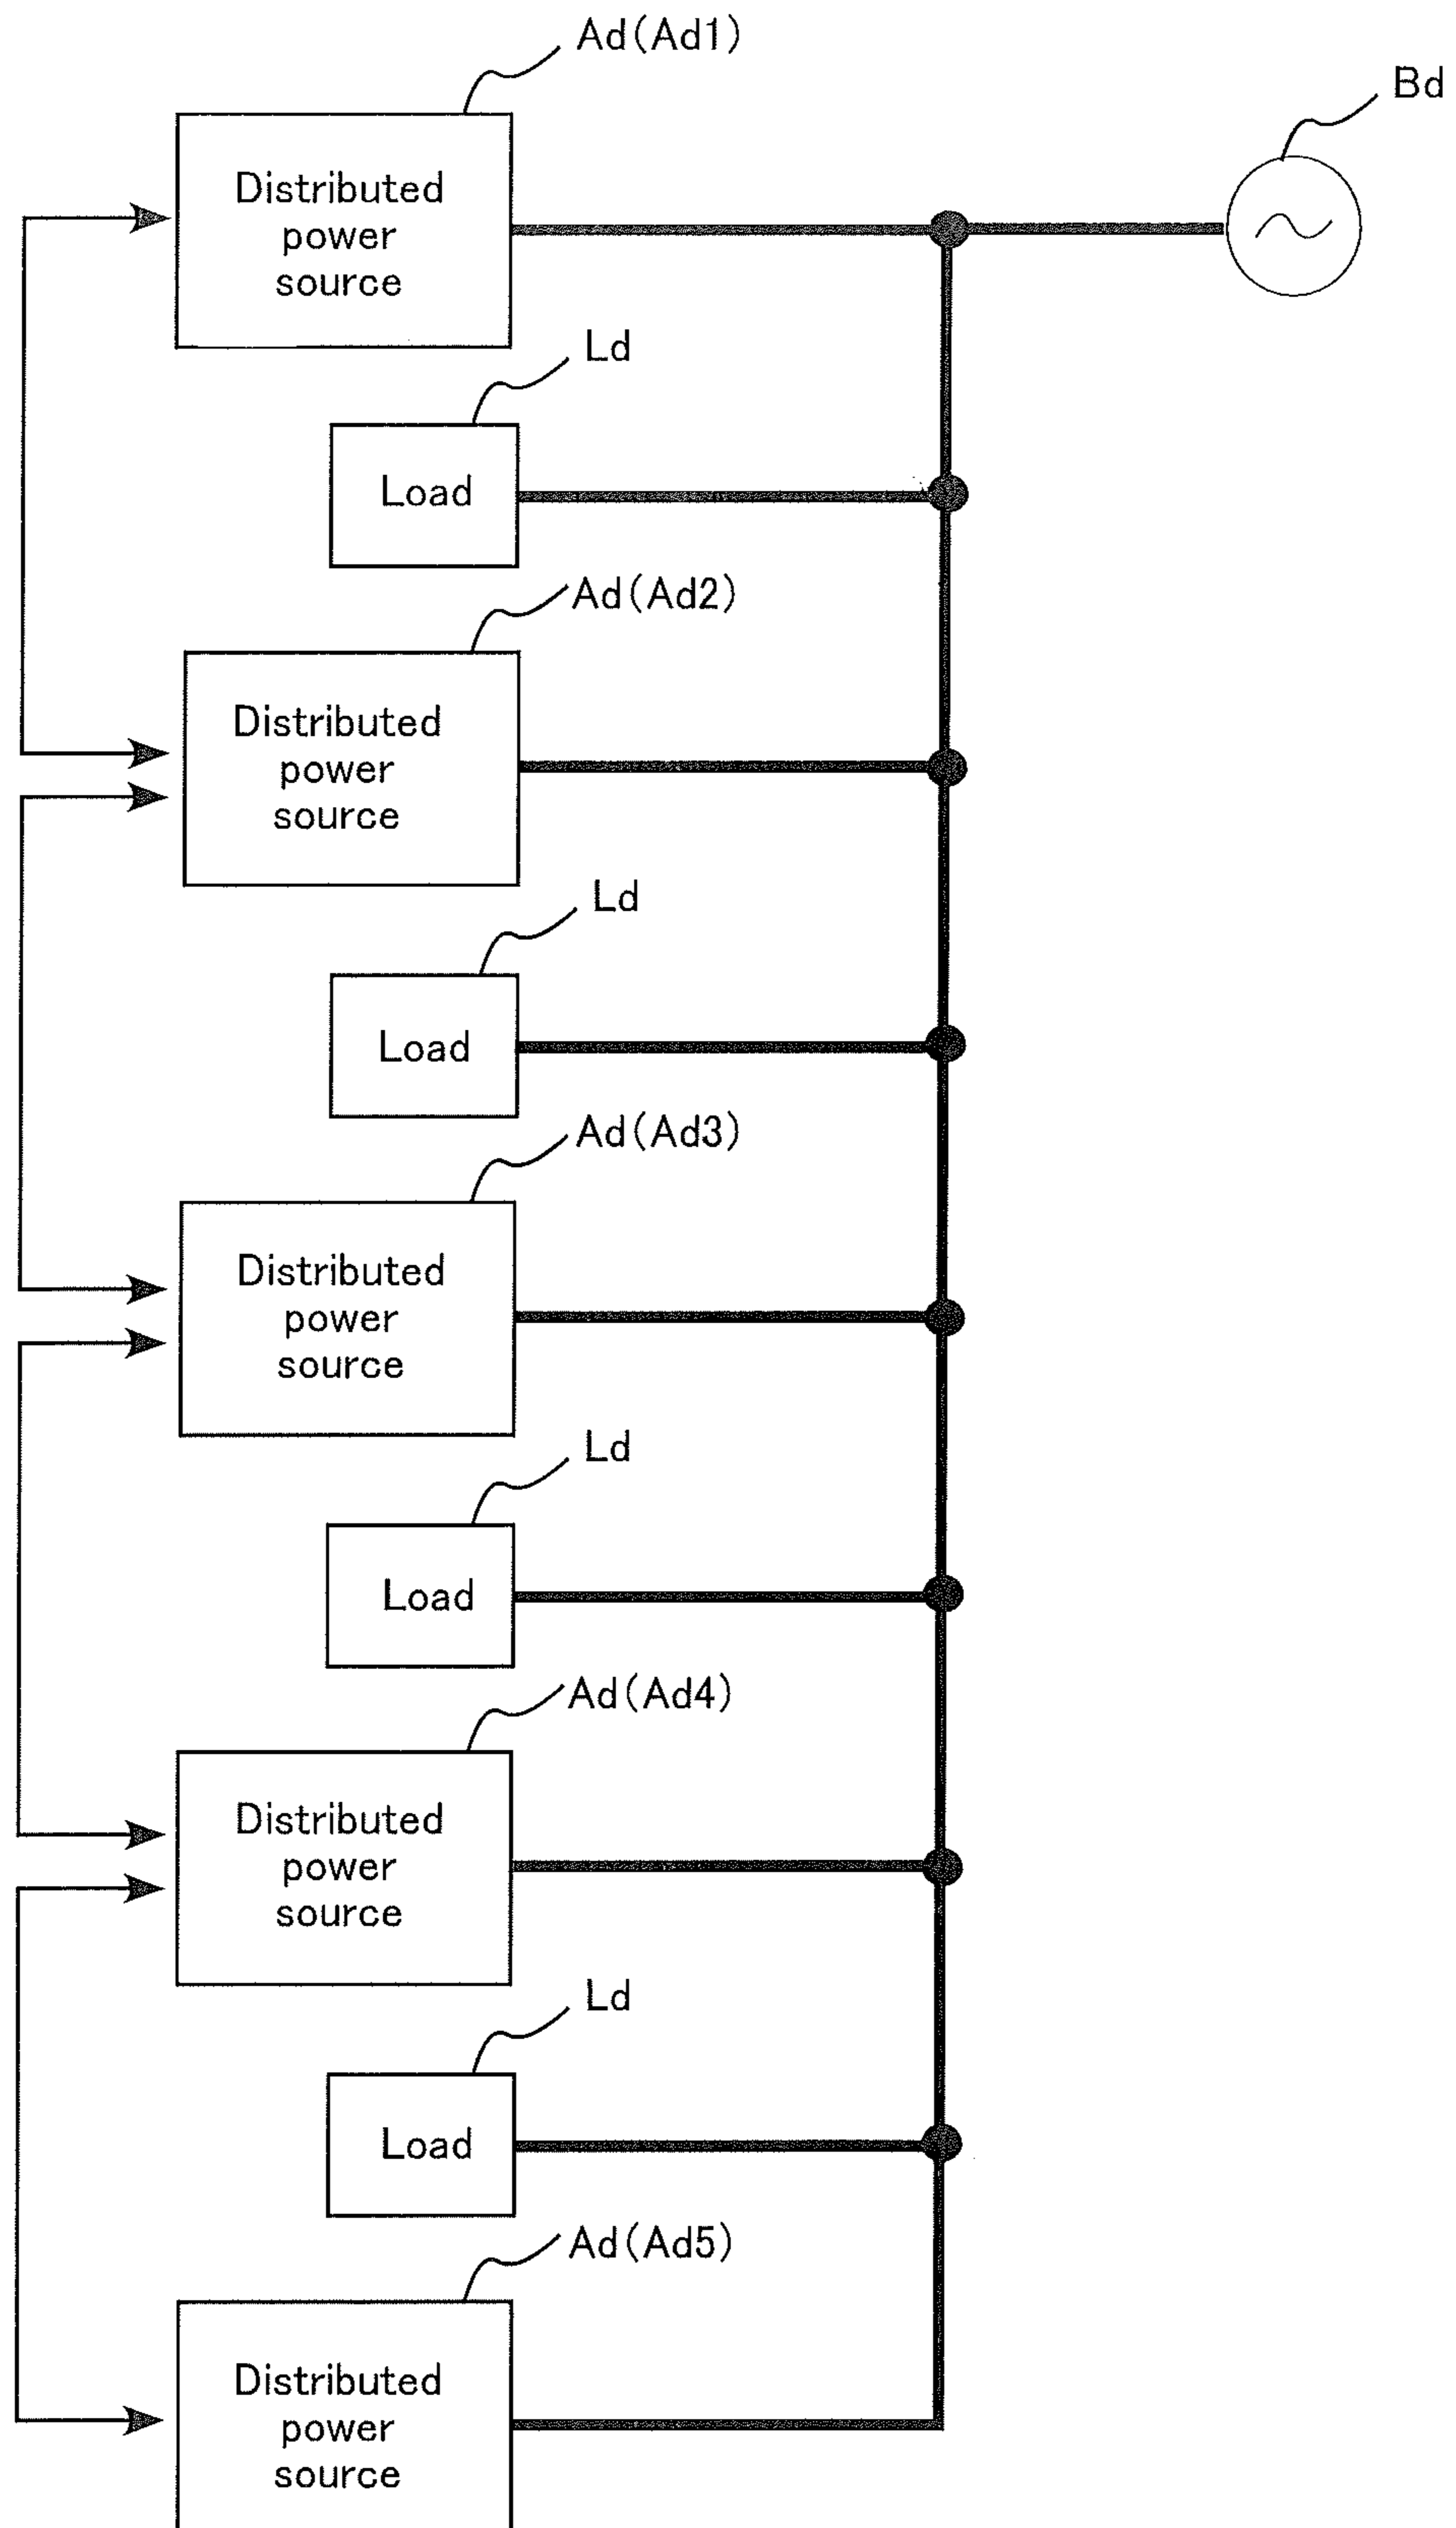 Ad(Ad1)
Bd
Distributed
power
source
Ld
Load
Ad(Ad2)
Distributed
power
source
Ld
Load
Ad(Ad3)
Distributed
power
source
Ld
Load
Ad(Ad4)
Distributed
power
source
Ld
Load
Ad(Ad5)
Distributed
power
source